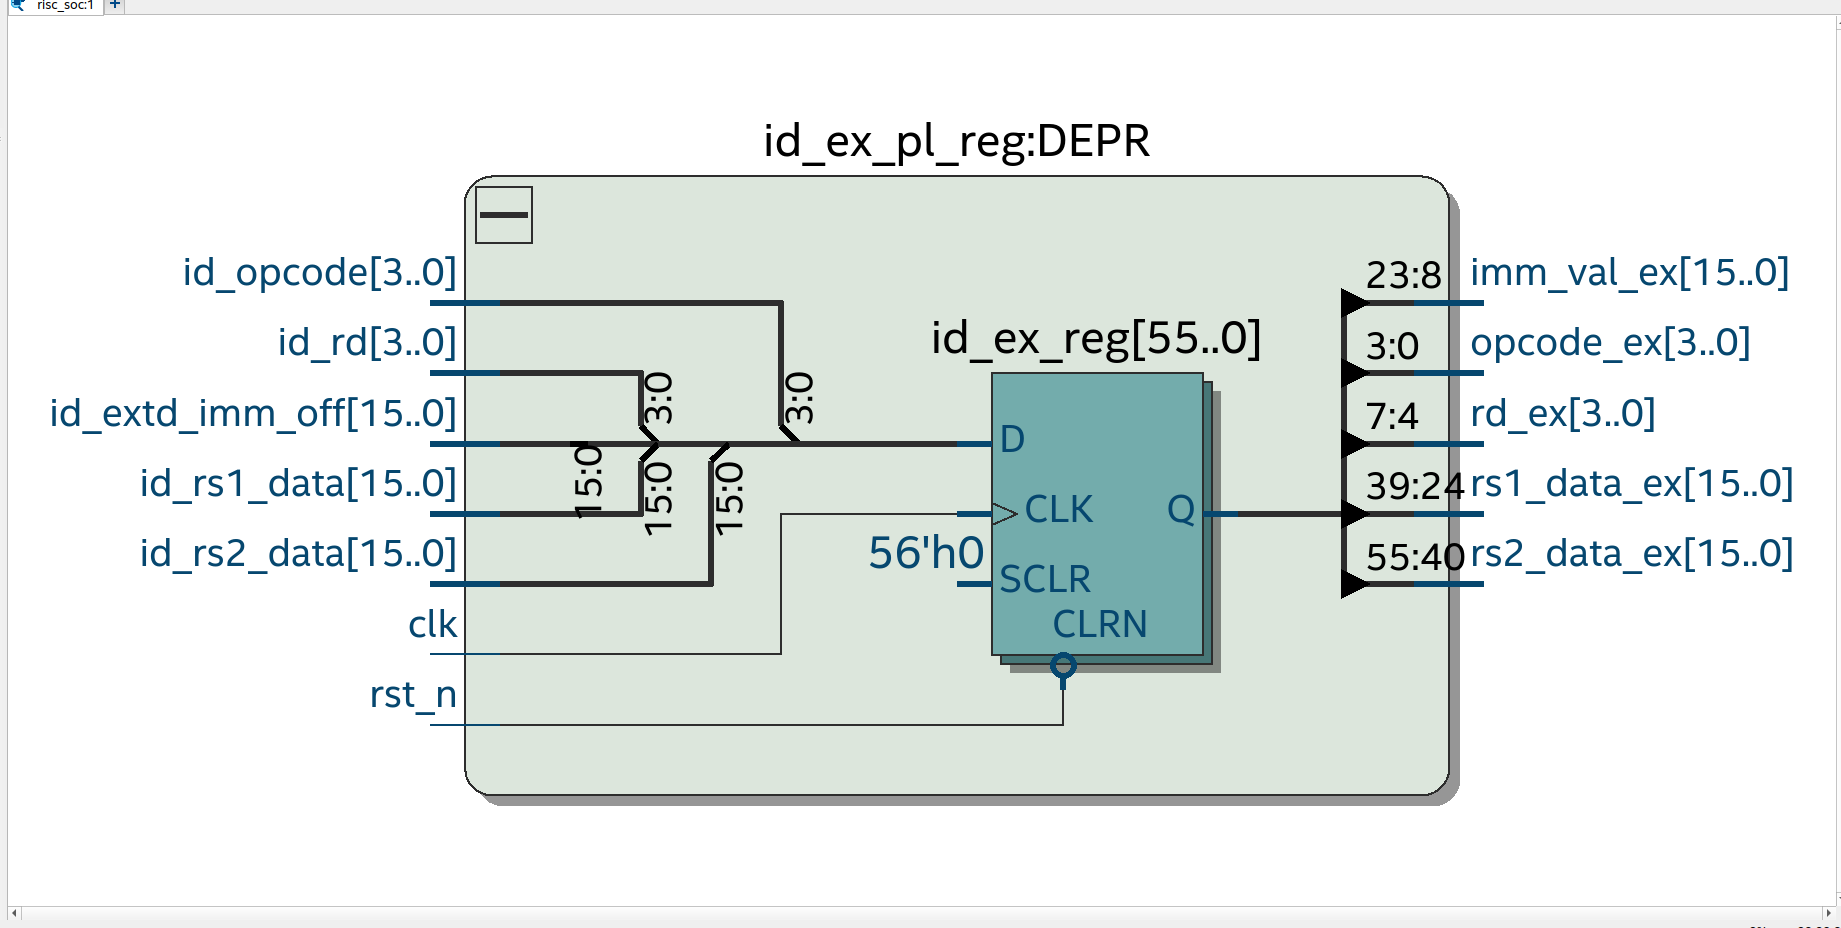 risc_soc:1 +
id_ex_pl_reg:DEPR
id_opcode[3..0]
id_rd[3..0]
id_extd_imm_off[15..0]
id_rs1_data[15..0]
id_rs2_data[15..0]
clk
rst_n
3:0
3:0
15:0
15:0
15:0
id_ex_reg[55..0]
D
CLK
56'h0
SCLR
CLRN
Q
23:8 imm_val_ex[15..0]
3:0 opcode_ex[3..0]
7:4 rd_ex[3..0]
39:24 rs1_data_ex[15..0]
55:40 rs2_data_ex[15..0]